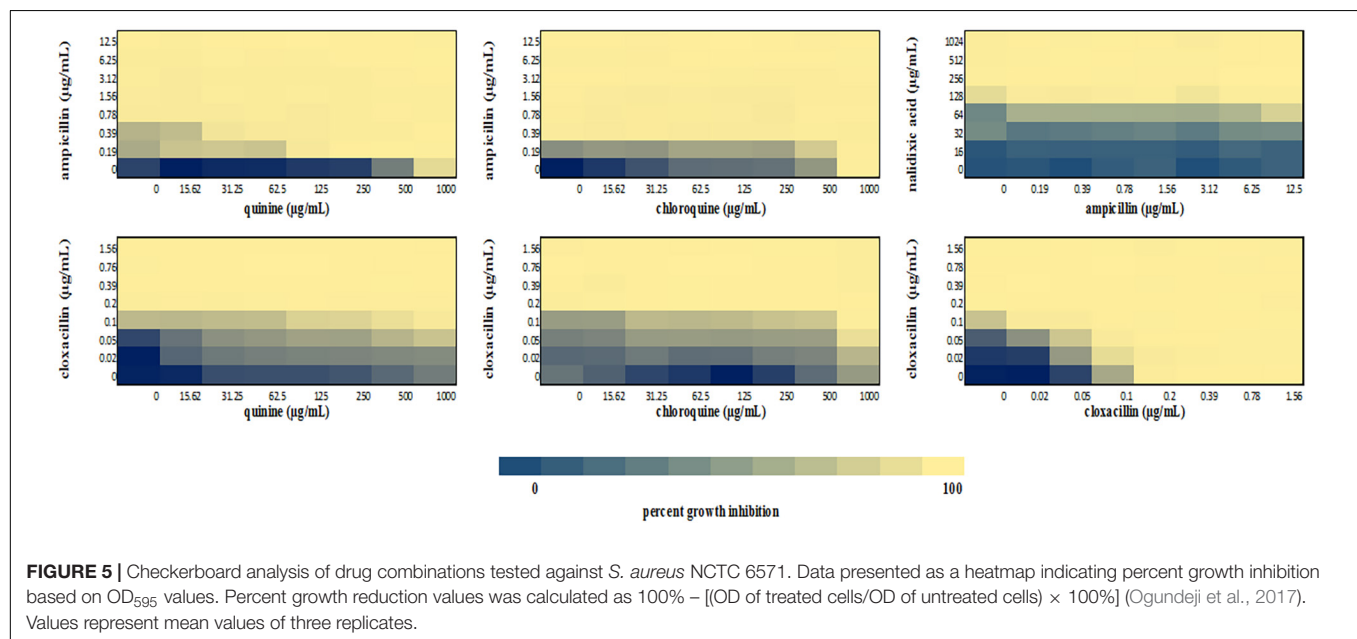 ampicillin (µg/mL)
12.5
6.25
3.12
1.56
0.78
0.39
0.19
0
0 15.62 31.25 62.5 125 250 500 1000
quinine (µg/mL)
ampicillin (µg/mL)
12.5
6.25
3.12
1.56
0.78
0.39
0.19
0
0 15.62 31.25 62.5 125 250 500 1000
chloroquine (µg/mL)
nalidixic acid (µg/mL)
1024
512
256
128
64
32
16
0
0 0.19 0.39 0.78 1.56 3.12 6.25 12.5
ampicillin (µg/mL)
cloxacillin (µg/mL)
1.56
0.78
0.39
0.2
0.1
0.05
0.02
0
0 15.62 31.25 62.5 125 250 500 1000
quinine (µg/mL)
cloxacillin (µg/mL)
1.56
0.76
0.39
0.2
0.1
0.05
0.02
0
0 15.62 31.25 62.5 125 250 500 1000
chloroquine (µg/mL)
cloxacillin (µg/mL)
1.56
0.78
0.39
0.2
0.1
0.05
0.02
0
0 0.02 0.05 0.1 0.2 0.39 0.78 1.56
cloxacillin (µg/mL)
0 100
percent growth inhibition
FIGURE 5 | Checkerboard analysis of drug combinations tested against S. aureus NCTC 6571. Data presented as a heatmap indicating percent growth inhibition
based on OD595 values. Percent growth reduction values was calculated as 100% – [(OD of treated cells/OD of untreated cells) × 100%] (Ogundeji et al., 2017).
Values represent mean values of three replicates.